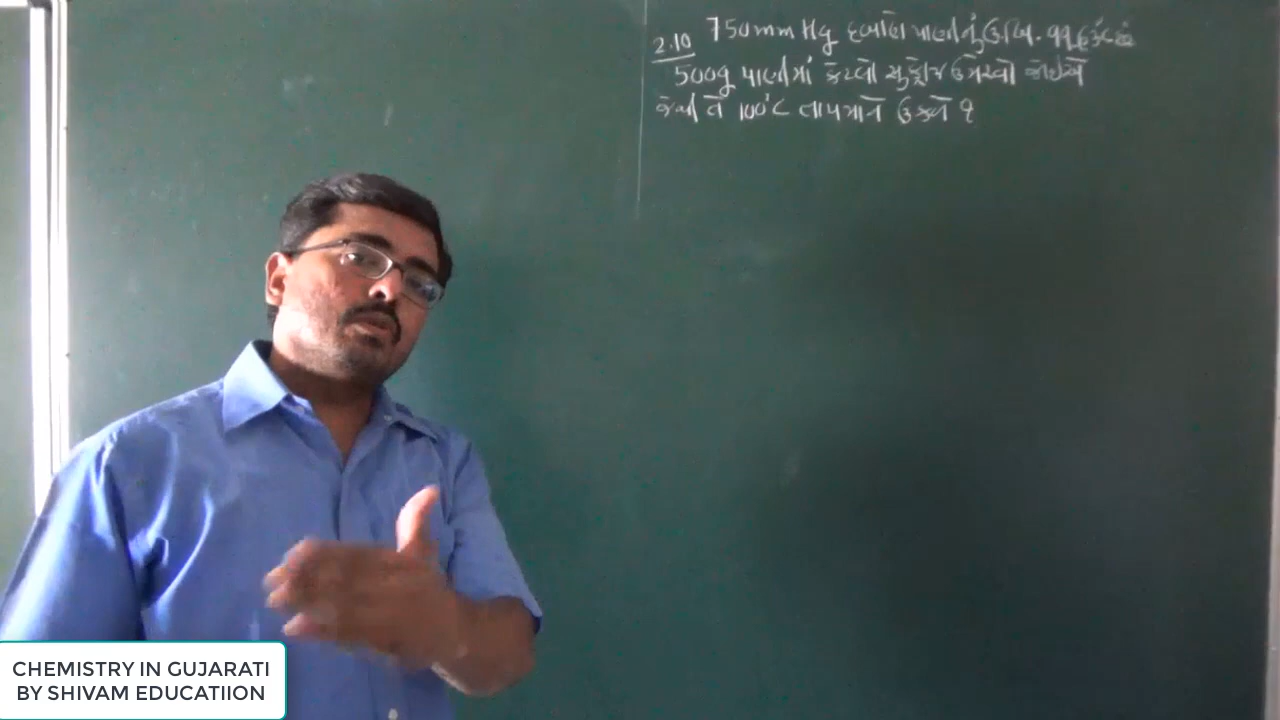 2.10 750mm Hg દબાણે પાણીનું ઉ.બિ. 99.63°C છે
500g પાણીમાં કેટલો સુક્રોઝ ઉમેરવો જોઈએ
જેથી તે 100°C તાપમાને ઉકળે ?
CHEMISTRY IN GUJARATI
BY SHIVAM EDUCATIION